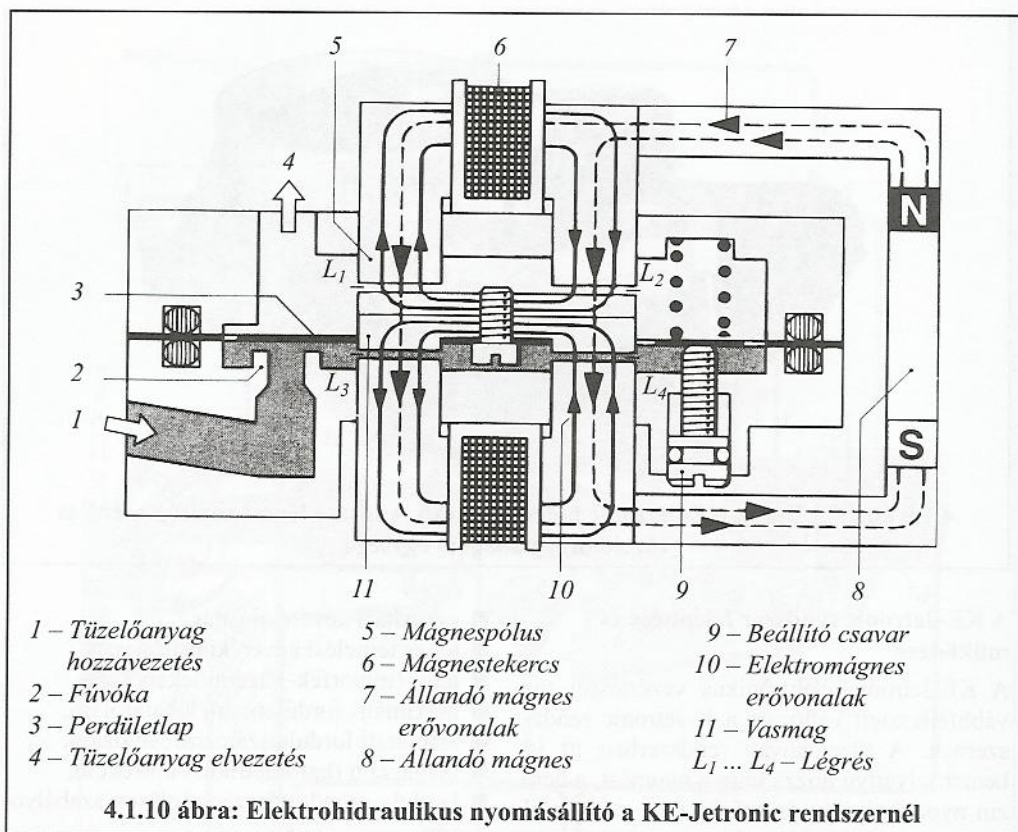 5
6
7
4
N
L1
L2
3
L3
L4
2
1
S
11
10
9
8
1 – Tüzelőanyag
hozzávezetés
2 – Fúvóka
3 – Perdülétlap
4 – Tüzelőanyag elvezetés
5 – Mágnespólus
6 – Mágnestekercs
7 – Állandó mágnes
erővonalak
8 – Állandó mágnes
9 – Beállító csavar
10 – Elektromágnes
erővonalak
11 – Vasmag
L1 ... L4 – Légrés
4.1.10 ábra: Elektrohidraulikus nyomásállító a KE-Jetronic rendszernél